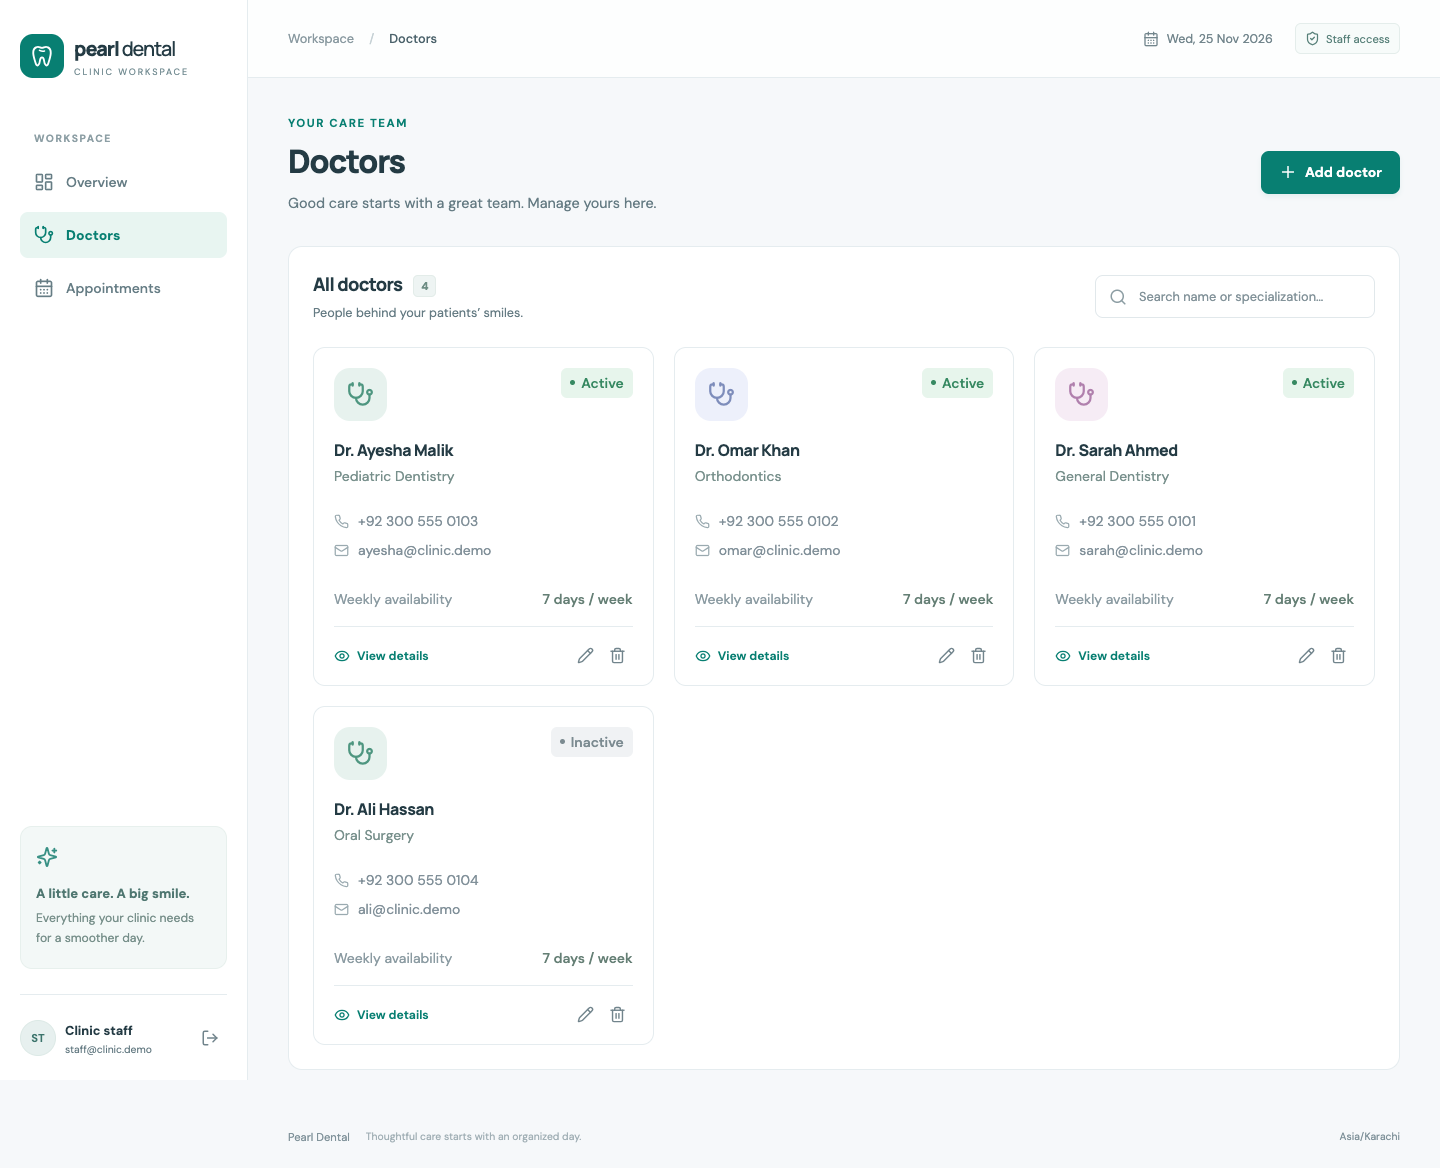 pearl dental
CLINIC WORKSPACE
WORKSPACE
Overview
Doctors
Appointments
A little care. A big smile.
Everything your clinic needs
for a smoother day.
ST
Clinic staff
staff@clinic.demo
Workspace / Doctors
Wed, 25 Nov 2026
Staff access
YOUR CARE TEAM
Doctors
Good care starts with a great team. Manage yours here.
Add doctor
All doctors 4
People behind your patients’ smiles.
Search name or specialization…
Active
Dr. Ayesha Malik
Pediatric Dentistry
+92 300 555 0103
ayesha@clinic.demo
Weekly availability 7 days / week
View details
Active
Dr. Omar Khan
Orthodontics
+92 300 555 0102
omar@clinic.demo
Weekly availability 7 days / week
View details
Active
Dr. Sarah Ahmed
General Dentistry
+92 300 555 0101
sarah@clinic.demo
Weekly availability 7 days / week
View details
Inactive
Dr. Ali Hassan
Oral Surgery
+92 300 555 0104
ali@clinic.demo
Weekly availability 7 days / week
View details
Pearl Dental Thoughtful care starts with an organized day.
Asia/Karachi